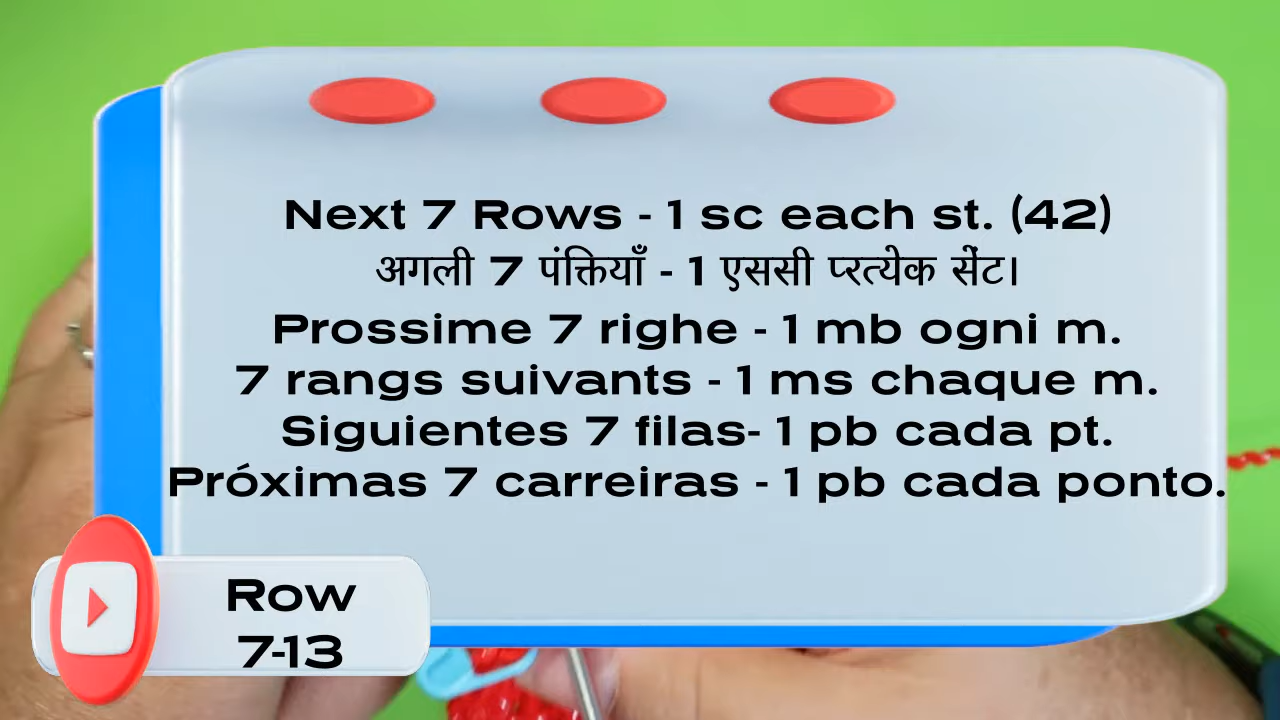 Next 7 Rows - 1 sc each st. (42)
अगली 7 पंक्तियाँ - 1 एससी प्रत्येक सेंट।
Prossime 7 righe - 1 mb ogni m.
7 rangs suivants - 1 ms chaque m.
Siguientes 7 filas- 1 pb cada pt.
Próximas 7 carreiras - 1 pb cada ponto.
Row
7-13